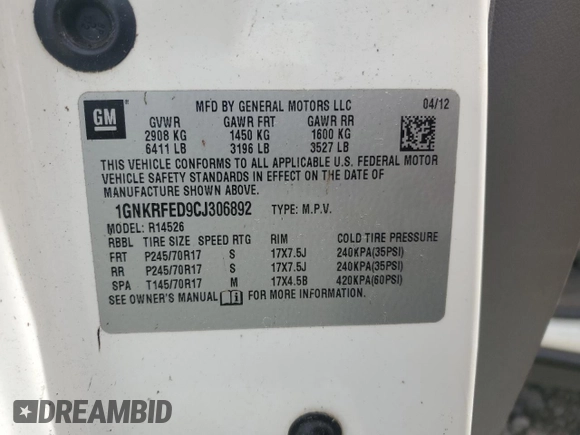 MFD BY GENERAL MOTORS LLC 04/12
GM
GVWR GAWR FRT GAWR RR
2908 KG 1450 KG 1600 KG
6411 LB 3196 LB 3527 LB
THIS VEHICLE CONFORMS TO ALL APPLICABLE U.S. FEDERAL MOTOR
VEHICLE SAFETY STANDARDS IN EFFECT ON THE DATE OF
MANUFACTURE SHOWN ABOVE.
1GNKRFED9CJ306892 TYPE: M.P.V.
MODEL: R14526
RBBL TIRE SIZE SPEED RTG RIM COLD TIRE PRESSURE
FRT P245/70R17 S 17X7.5J 240KPA(35PSI)
RR P245/70R17 S 17X7.5J 240KPA(35PSI)
SPA T145/70R17 M 17X4.5B 420KPA(60PSI)
SEE OWNER'S MANUAL FOR MORE INFORMATION.
DREAMBID